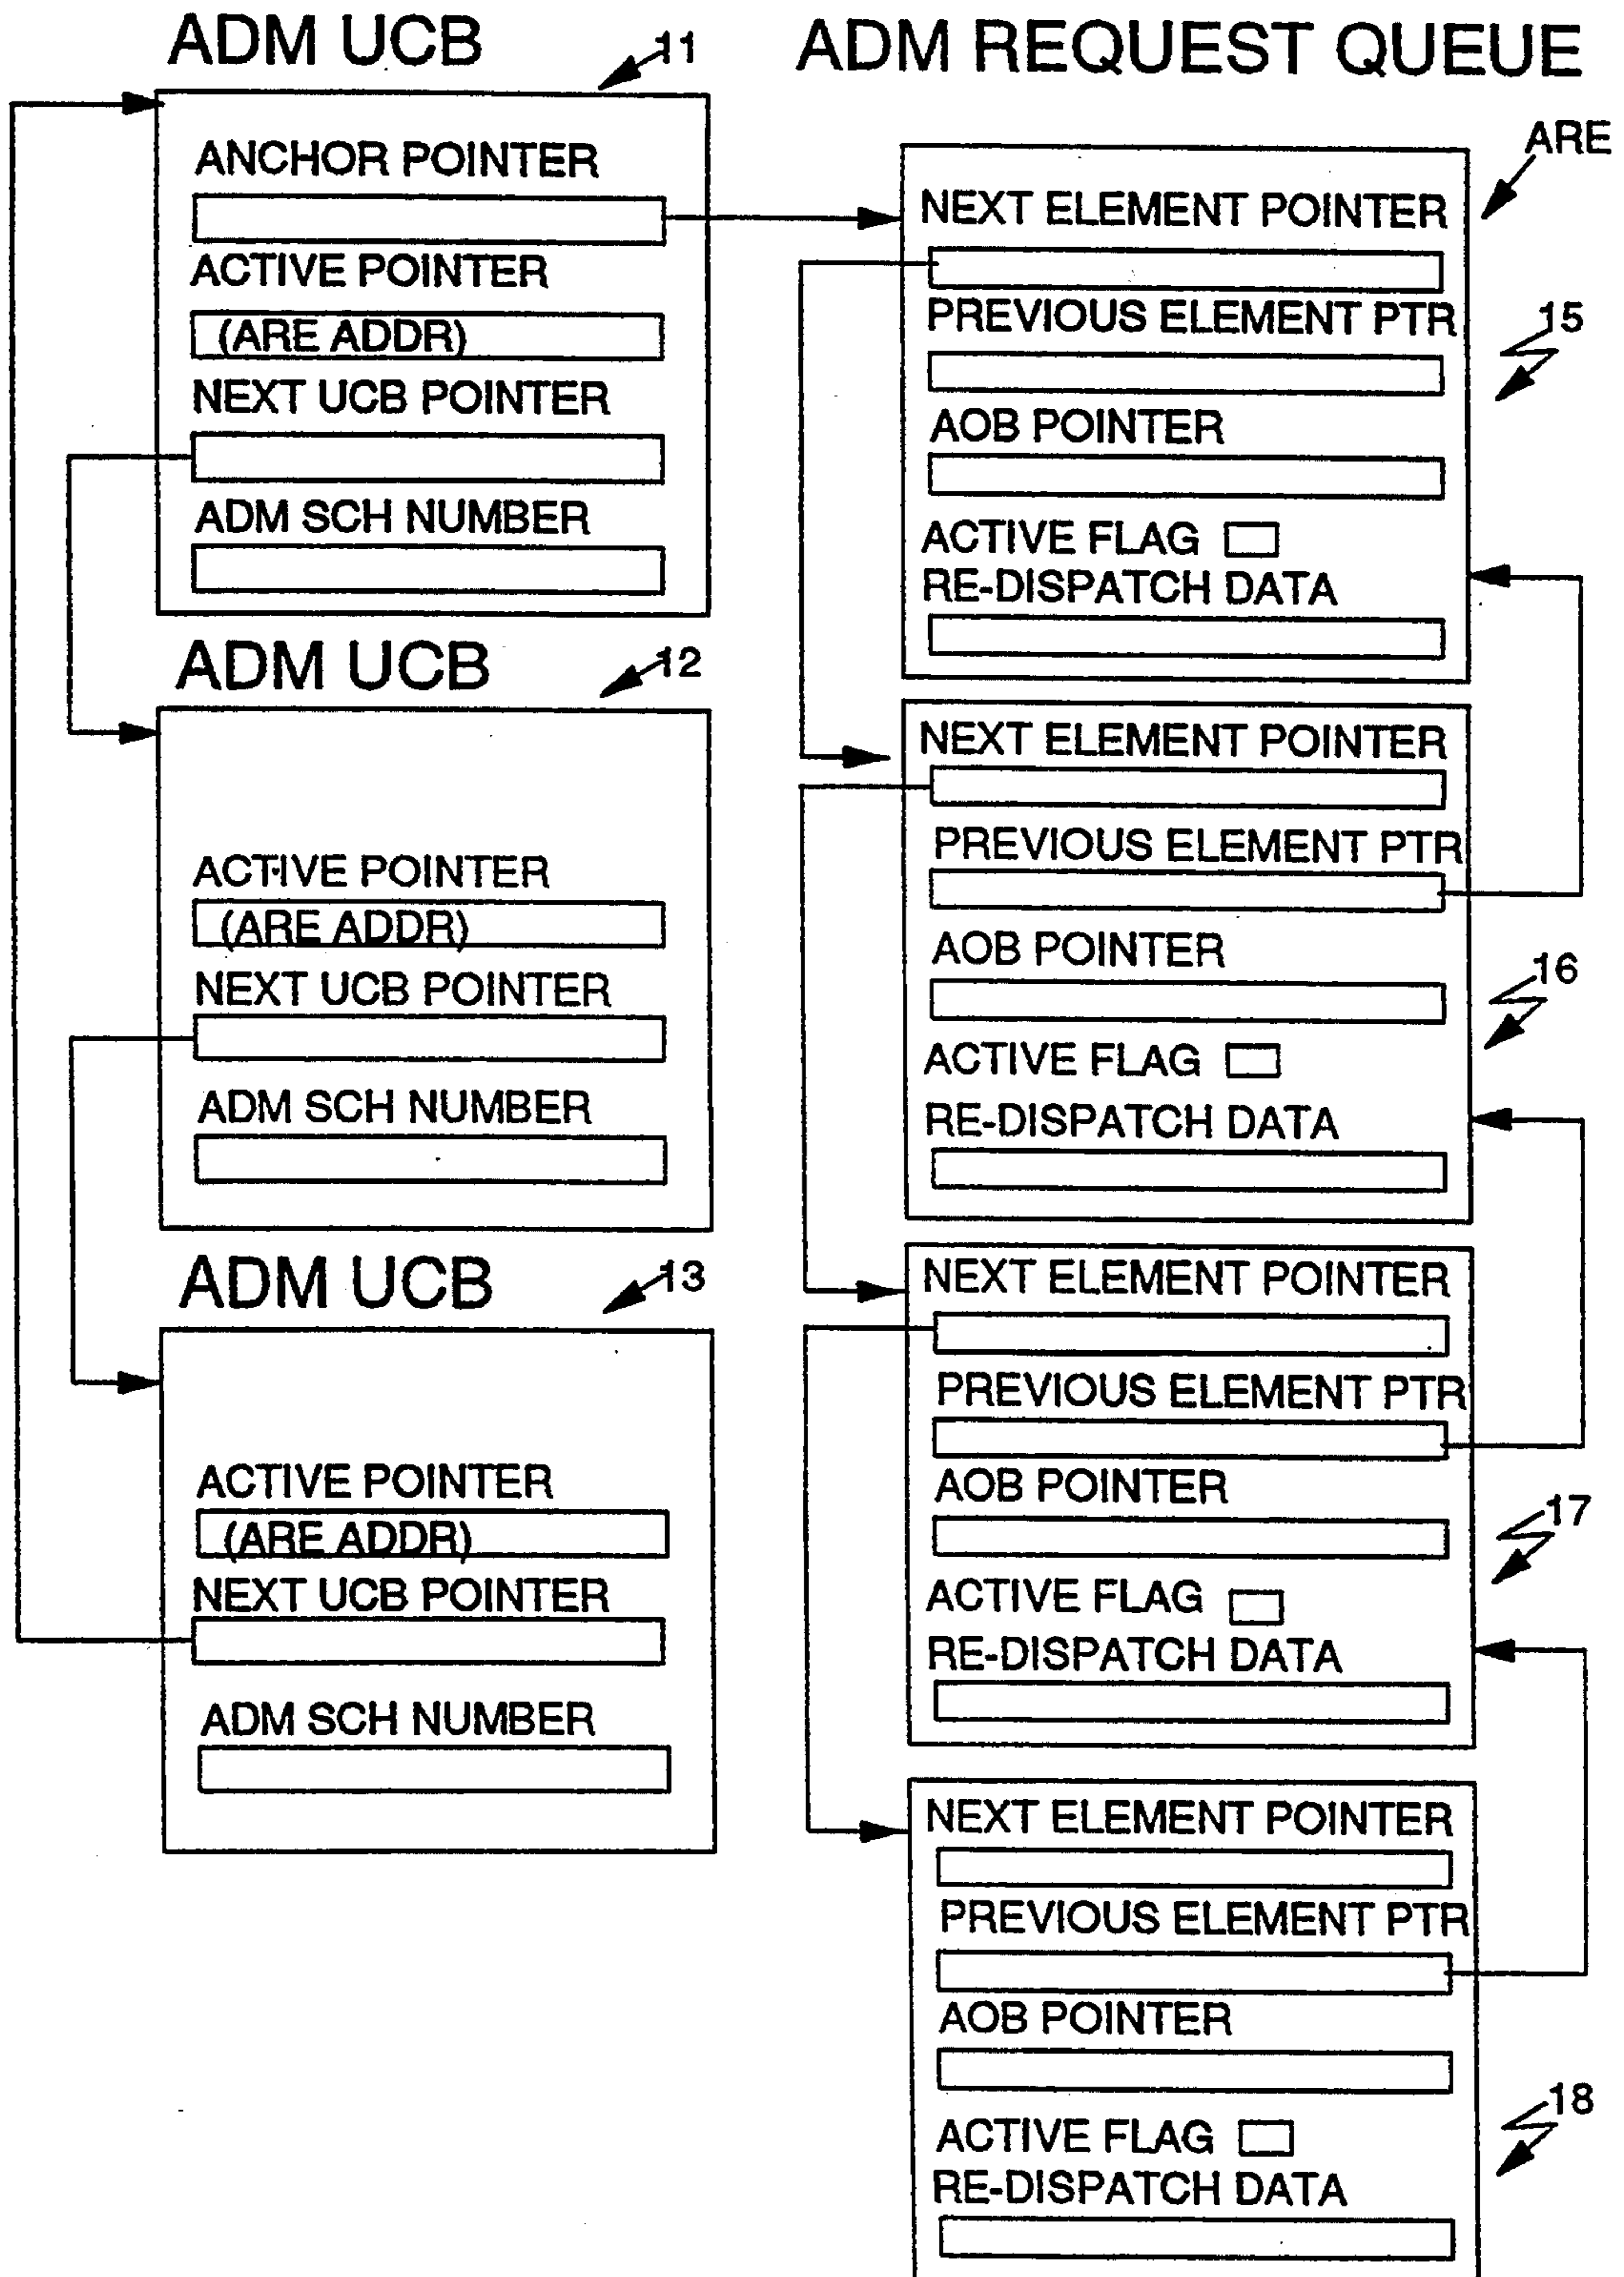 ADM UCB
11
ANCHOR POINTER
ACTIVE POINTER
(ARE ADDR)
NEXT UCB POINTER
ADM SCH NUMBER
ADM UCB
12
ACTIVE POINTER
(ARE ADDR)
NEXT UCB POINTER
ADM SCH NUMBER
ADM UCB
13
ACTIVE POINTER
(ARE ADDR)
NEXT UCB POINTER
ADM SCH NUMBER
ADM REQUEST QUEUE
ARE
NEXT ELEMENT POINTER
PREVIOUS ELEMENT PTR
15
AOB POINTER
ACTIVE FLAG
RE-DISPATCH DATA
NEXT ELEMENT POINTER
PREVIOUS ELEMENT PTR
AOB POINTER
16
ACTIVE FLAG
RE-DISPATCH DATA
NEXT ELEMENT POINTER
PREVIOUS ELEMENT PTR
AOB POINTER
17
ACTIVE FLAG
RE-DISPATCH DATA
NEXT ELEMENT POINTER
PREVIOUS ELEMENT PTR
AOB POINTER
18
ACTIVE FLAG
RE-DISPATCH DATA